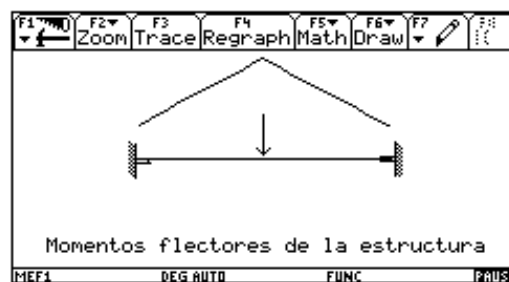 F1 F2 F3 F4 F5 F6 F7
Zoom Trace Regraph Math Draw
Momentos flectores de la estructura
MEF1 DEG AUTO FUNC PAUS